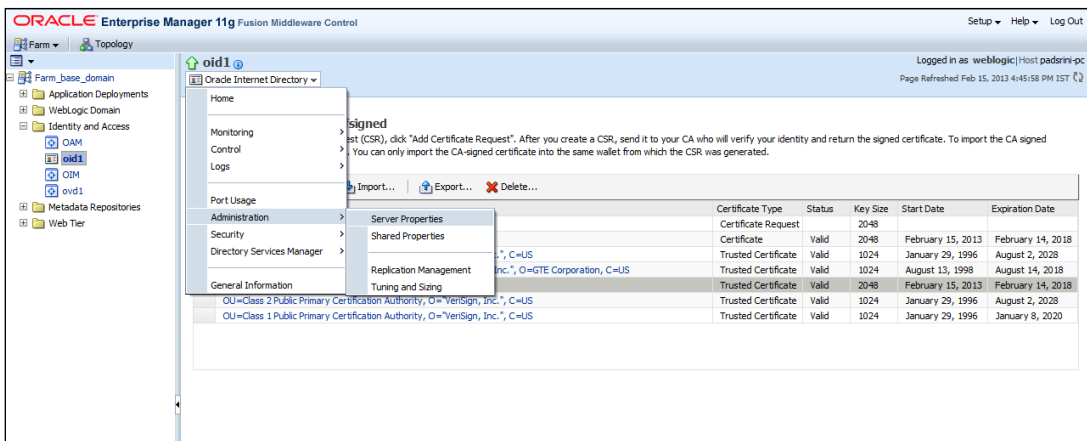 ORACLE Enterprise Manager 11g Fusion Middleware Control
Setup Help Log Out
Farm Topology
Farm_base_domain
Application Deployments
WebLogic Domain
Identity and Access
OAM
oid1
OIM
ovd1
Metadata Repositories
Web Tier
oid1
Logged in as weblogic|Host padsrini-pc
Oracle Internet Directory
Page Refreshed Feb 15, 2013 4:45:58 PM IST
Home
Monitoring
Control
Logs
Port Usage
Administration
Security
Directory Services Manager
General Information
Server Properties
Shared Properties
Replication Management
Tuning and Sizing
signed
est (CSR), click "Add Certificate Request". After you create a CSR, send it to your CA who will verify your identity and return the signed certificate. To import the CA signed
. You can only import the CA-signed certificate into the same wallet from which the CSR was generated.
Import... Export... Delete...
Certificate Type Status Key Size Start Date Expiration Date
Certificate Request 2048
Certificate Valid 2048 February 15, 2013 February 14, 2018
c.", C=US Trusted Certificate Valid 1024 January 29, 1996 August 2, 2028
Inc.", O=GTE Corporation, C=US Trusted Certificate Valid 1024 August 13, 1998 August 14, 2018
Trusted Certificate Valid 2048 February 15, 2013 February 14, 2018
OU=Class 2 Public Primary Certification Authority, O="VeriSign, Inc.", C=US Trusted Certificate Valid 1024 January 29, 1996 August 2, 2028
OU=Class 1 Public Primary Certification Authority, O="VeriSign, Inc.", C=US Trusted Certificate Valid 1024 January 29, 1996 January 8, 2020